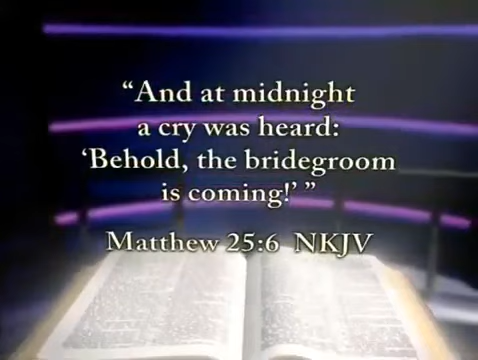 “And at midnight
a cry was heard:
‘Behold, the bridegroom
is coming!’ ”
Matthew 25:6 NKJV